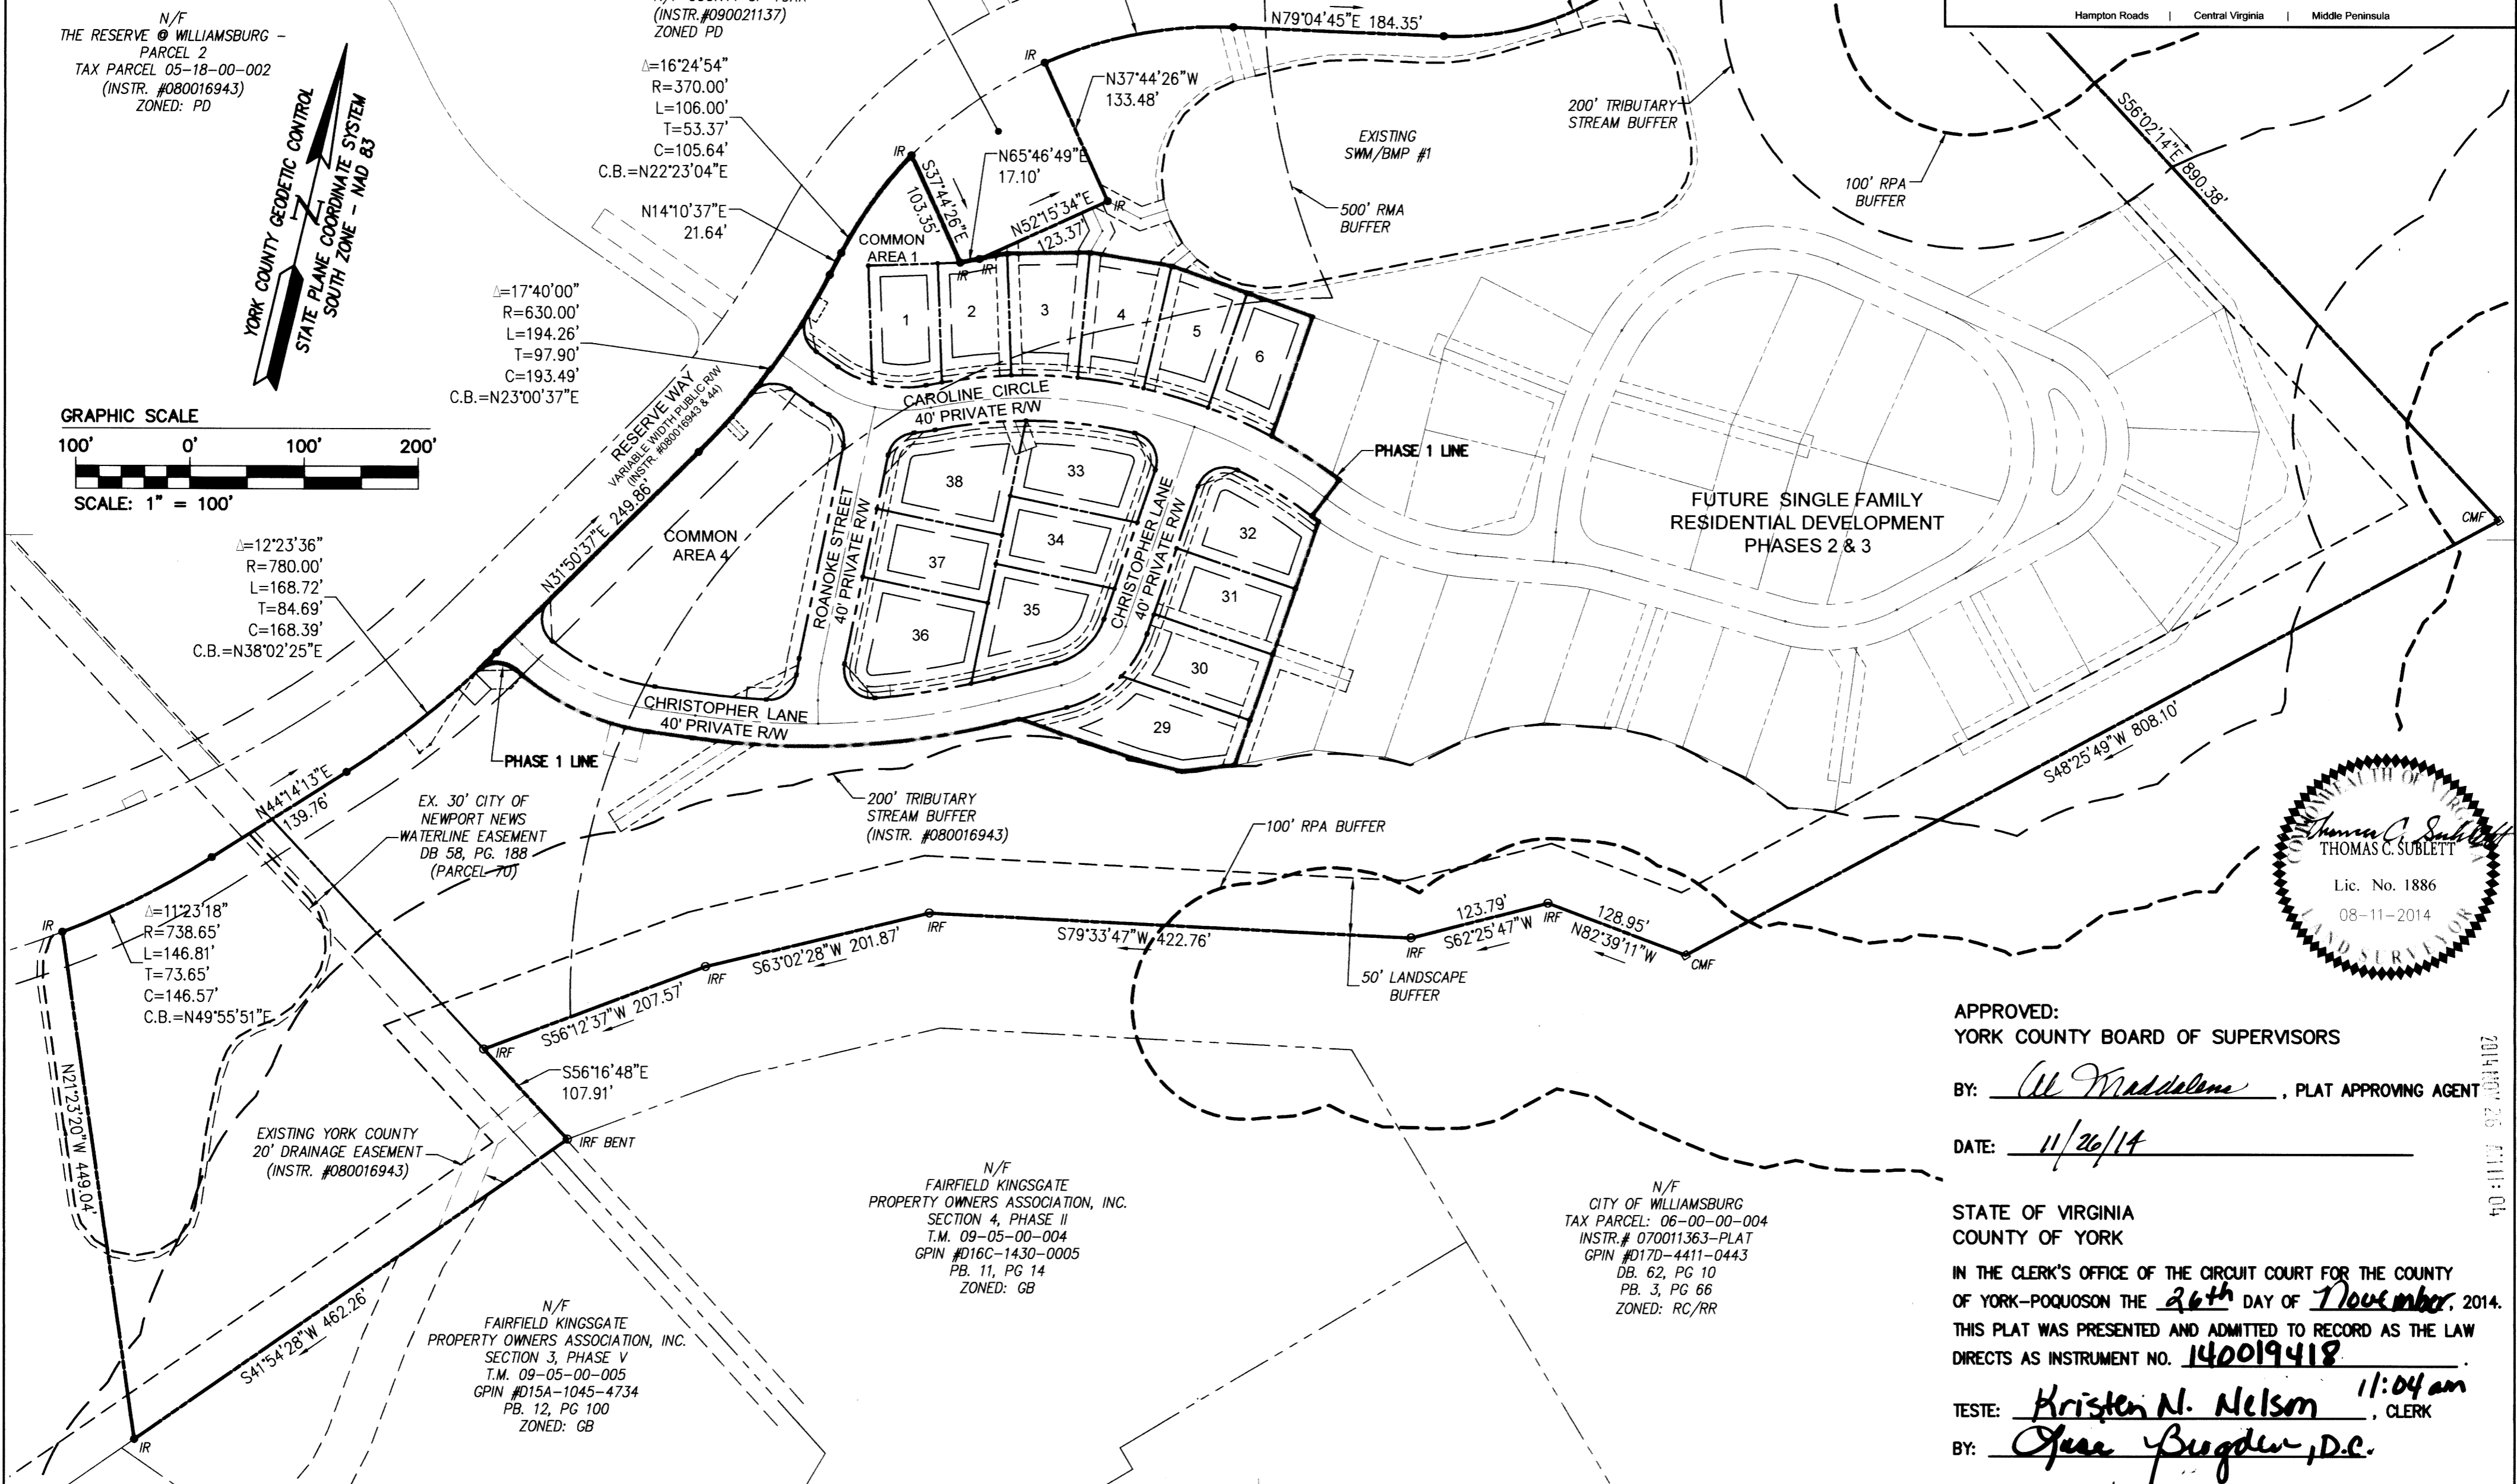 N/F
THE RESERVE @ WILLIAMSBURG –
PARCEL 2
TAX PARCEL 05-18-00-002
(INSTR. #080016943)
ZONED: PD
(INSTR.#090021137)
ZONED PD
Hampton Roads | Central Virginia | Middle Peninsula
YORK COUNTY GEODETIC CONTROL
STATE PLANE COORDINATE SYSTEM
SOUTH ZONE - NAD 83
N
GRAPHIC SCALE
100' 0' 100' 200'
SCALE: 1" = 100'
Δ=16°24'54"
R=370.00'
L=106.00'
T=53.37'
C=105.64'
C.B.=N22°23'04"E
N14°10'37"E
21.64'
Δ=17°40'00"
R=630.00'
L=194.26'
T=97.90'
C=193.49'
C.B.=N23°00'37"E
Δ=12°23'36"
R=780.00'
L=168.72'
T=84.69'
C=168.39'
C.B.=N38°02'25"E
N79°04'45"E 184.35'
IR
N37°44'26"W
133.48'
IR
S37°44'26"E
103.35'
N65°46'49"E
17.10'
N52°15'34"E
123.37'
IR
IR
IR
EXISTING
SWM/BMP #1
200' TRIBUTARY
STREAM BUFFER
500' RMA
BUFFER
100' RPA
BUFFER
S56°02'14"E 890.38'
COMMON
AREA 1
1
2
3
4
5
6
CAROLINE CIRCLE
40' PRIVATE R/W
RESERVE WAY
VARIABLE WIDTH PUBLIC R/W
(INSTR. #080016943 & 44)
N31°50'37"E 249.86'
COMMON
AREA 4
ROANOKE STREET
40' PRIVATE R/W
38
33
37
34
36
35
CHRISTOPHER LANE
40' PRIVATE R/W
32
31
30
29
PHASE 1 LINE
FUTURE SINGLE FAMILY
RESIDENTIAL DEVELOPMENT
PHASES 2 & 3
CMF
CHRISTOPHER LANE
40' PRIVATE R/W
PHASE 1 LINE
N44°14'13"E
139.76'
EX. 30' CITY OF
NEWPORT NEWS
WATERLINE EASEMENT
DB 58, PG. 188
(PARCEL 70)
200' TRIBUTARY
STREAM BUFFER
(INSTR. #080016943)
100' RPA BUFFER
S48°25'49"W 808.10'
IR
Δ=11°23'18"
R=738.65'
L=146.81'
T=73.65'
C=146.57'
C.B.=N49°55'51"E
N21°23'20"W 449.04'
IRF
S56°12'37"W 207.57'
IRF
S63°02'28"W 201.87'
IRF
S79°33'47"W 422.76'
IRF
123.79'
S62°25'47"W
IRF
128.95'
N82°39'11"W
CMF
50' LANDSCAPE
BUFFER
S56°16'48"E
107.91'
IRF BENT
EXISTING YORK COUNTY
20' DRAINAGE EASEMENT
(INSTR. #080016943)
S41°54'28"W 462.26'
IR
N/F
FAIRFIELD KINGSGATE
PROPERTY OWNERS ASSOCIATION, INC.
SECTION 3, PHASE V
T.M. 09-05-00-005
GPIN #D15A-1045-4734
PB. 12, PG 100
ZONED: GB
N/F
FAIRFIELD KINGSGATE
PROPERTY OWNERS ASSOCIATION, INC.
SECTION 4, PHASE II
T.M. 09-05-00-004
GPIN #D16C-1430-0005
PB. 11, PG 14
ZONED: GB
N/F
CITY OF WILLIAMSBURG
TAX PARCEL: 06-00-00-004
INSTR.# 070011363-PLAT
GPIN #D17D-4411-0443
DB. 62, PG 10
PB. 3, PG 66
ZONED: RC/RR
COMMONWEALTH OF VIRGINIA
Thomas C. Sublett
THOMAS C. SUBLETT
Lic. No. 1886
08-11-2014
LAND SURVEYOR
APPROVED:
YORK COUNTY BOARD OF SUPERVISORS
BY: Al Maddalena, PLAT APPROVING AGENT
DATE: 11/26/14
STATE OF VIRGINIA
COUNTY OF YORK
IN THE CLERK'S OFFICE OF THE CIRCUIT COURT FOR THE COUNTY
OF YORK-POQUOSON THE 26th DAY OF November, 2014.
THIS PLAT WAS PRESENTED AND ADMITTED TO RECORD AS THE LAW
DIRECTS AS INSTRUMENT NO. 140019418.
11:04 am
TESTE: Kristen N. Nelson, CLERK
BY: Brogden, D.C.